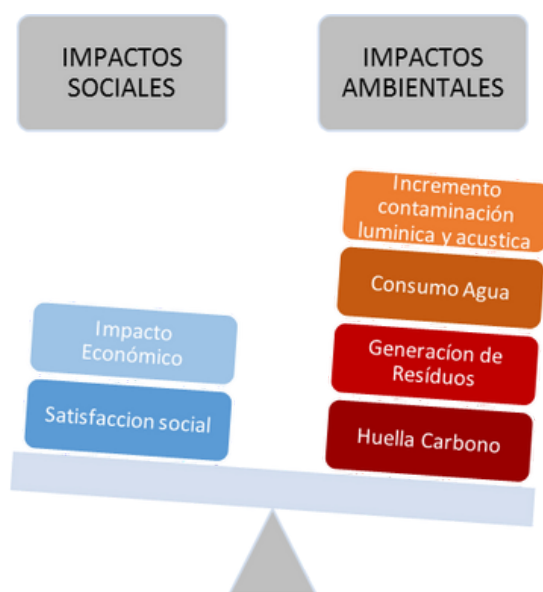 IMPACTOS
SOCIALES
IMPACTOS
AMBIENTALES
Incremento
contaminación
luminica y acustica
Consumo Agua
Impacto
Económico
Generacíon de
Resíduos
Satisfaccion social
Huella Carbono